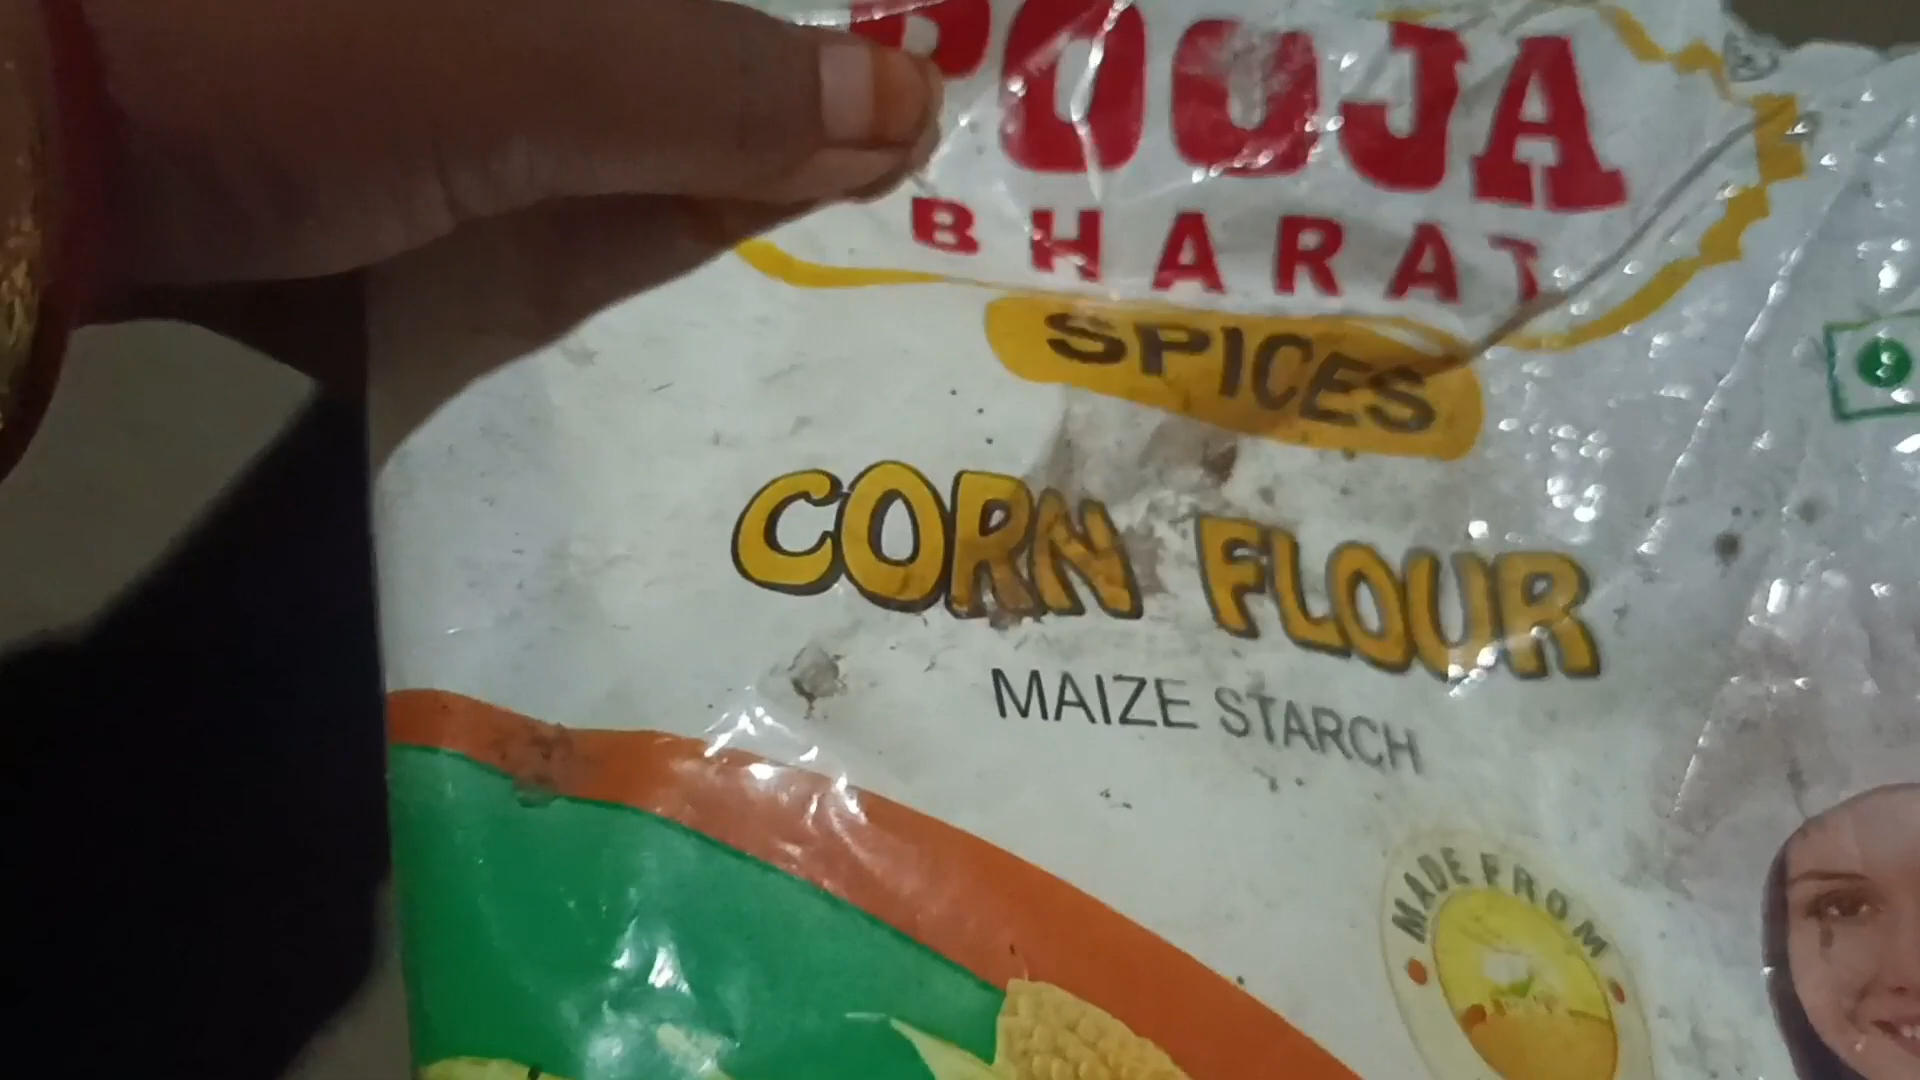 POOJA
BHARAT
SPICES
CORN FLOUR
MAIZE STARCH
MADE FROM